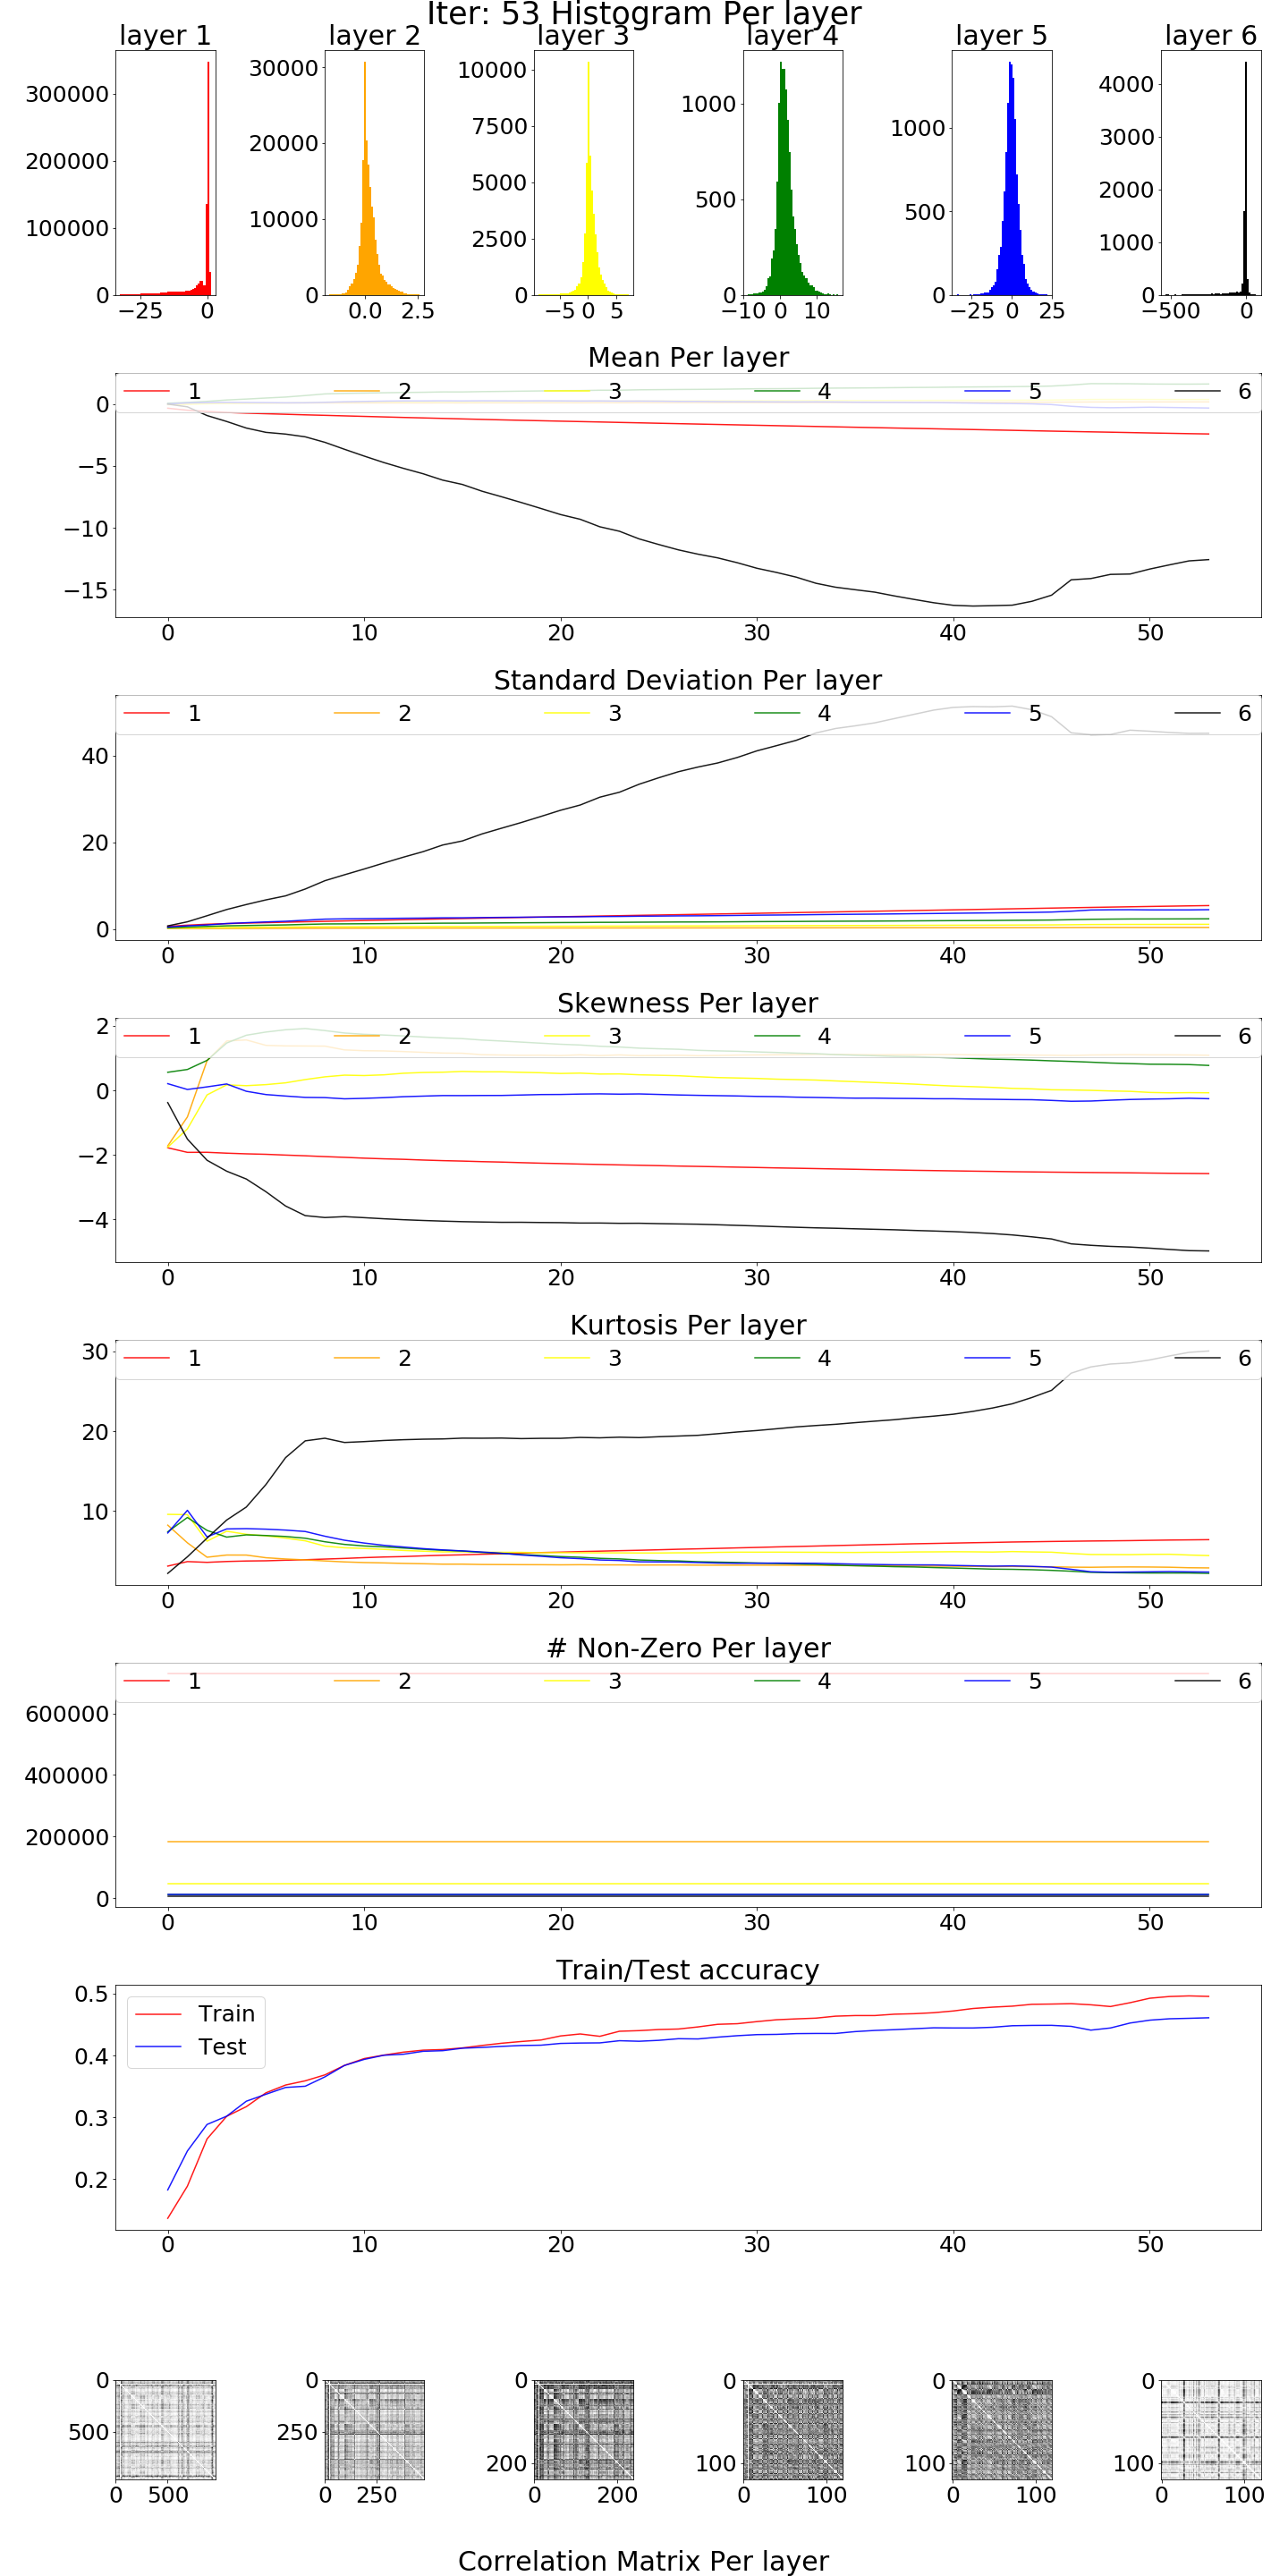 Iter: 53 Histogram Per layer
layer 1 layer 2 layer 3 layer 4 layer 5 layer 6
300000 200000 100000 0
−25 0
30000 20000 10000 0
0.0 2.5
10000 7500 5000 2500 0
−5 0 5
1000 500 0
−10 0 10
1000 500 0
−25 0 25
4000 3000 2000 1000 0
−500 0
Mean Per layer
1 2 3 4 5 6
0
−5
−10
−15
0 10 20 30 40 50
Standard Deviation Per layer
1 2 3 4 5 6
40
20
0
0 10 20 30 40 50
Skewness Per layer
2
1 2 3 4 5 6
0
−2
−4
0 10 20 30 40 50
Kurtosis Per layer
30
1 2 3 4 5 6
20
10
0 10 20 30 40 50
# Non-Zero Per layer
1 2 3 4 5 6
600000
400000
200000
0
0 10 20 30 40 50
Train/Test accuracy
0.5
Train
Test
0.4
0.3
0.2
0 10 20 30 40 50
0 500
0 500
0 250
0 250
0 200
0 200
0 100
0 100
0 100
0 100
0 100
0 100
Correlation Matrix Per layer